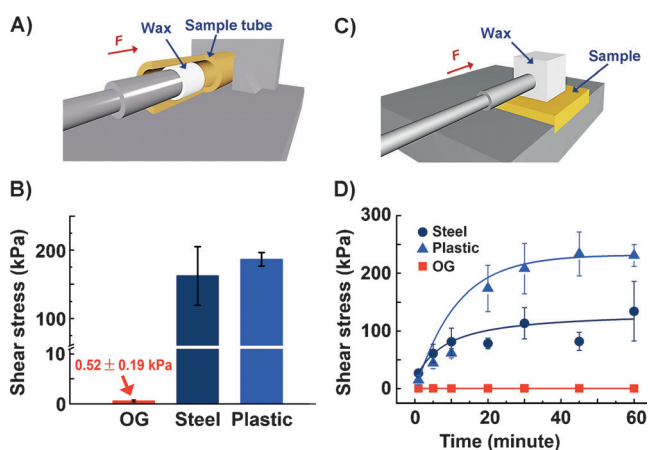 A)
Sample tube
Wax
F
C)
Wax
Sample
F
B)
Shear stress (kPa)
200
150
100
10
0
0.52 ± 0.19 kPa
OG Steel Plastic
D)
Shear stress (kPa)
300
200
100
0
Steel
Plastic
OG
0 20 40 60
Time (minute)